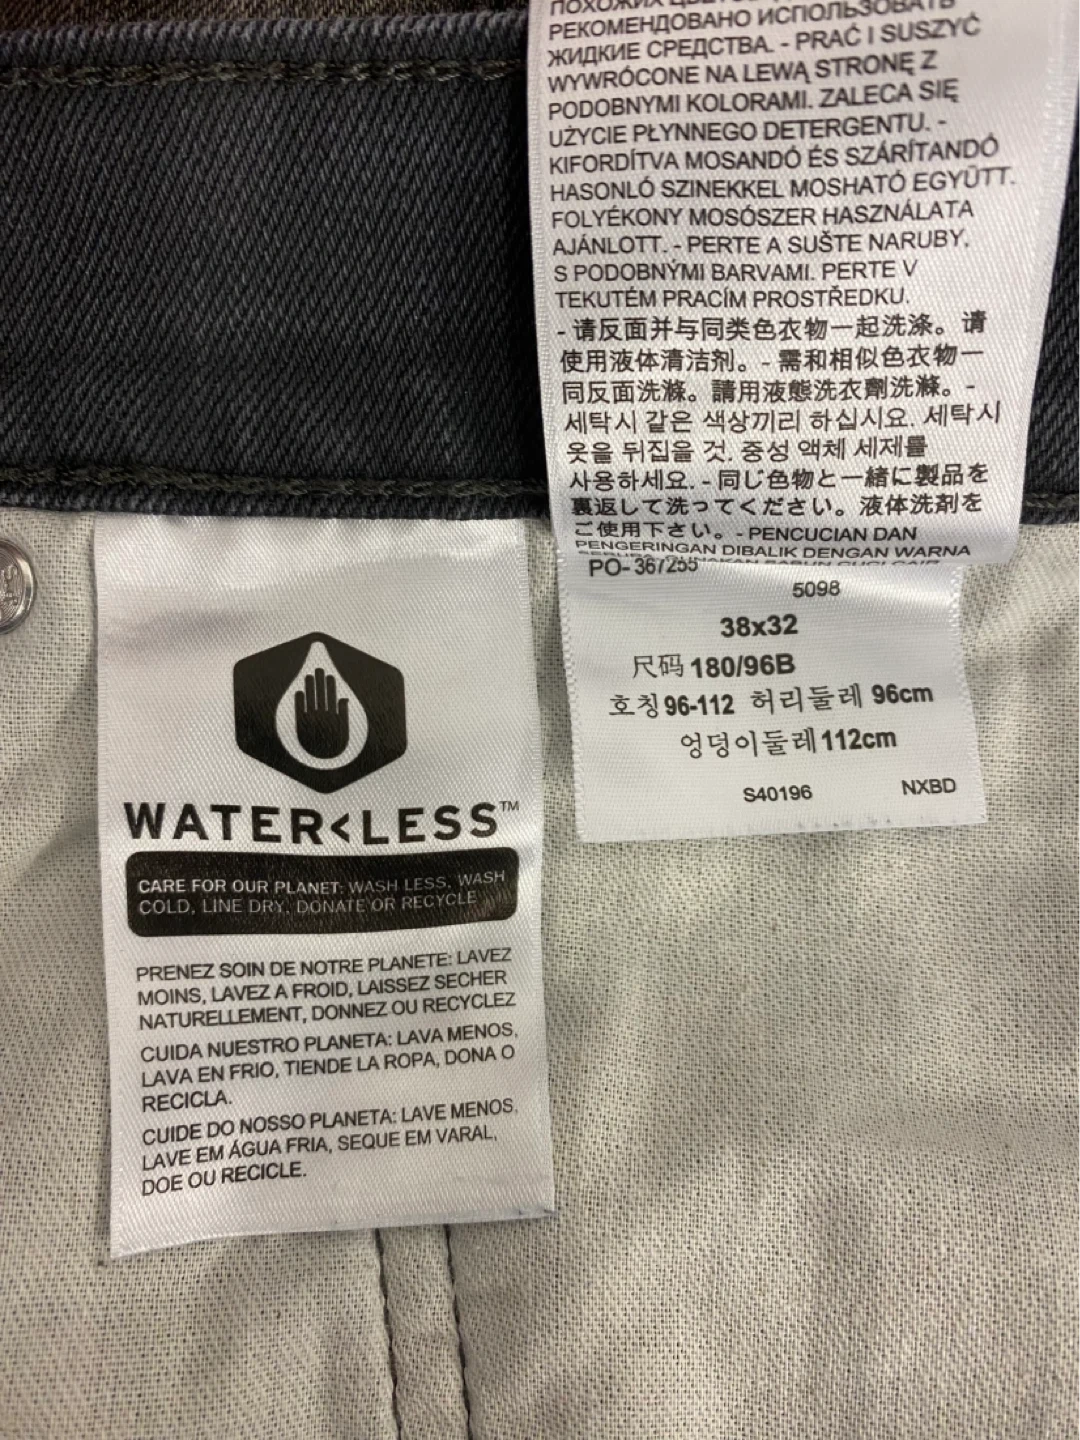 ПОХОЖИХ
РЕКОМЕНДОВАНО ИСПОЛЬЗОВАТЬ
ЖИДКИЕ СРЕДСТВА. - PRAĆ I SUSZYĆ
WYWRÓCONE NA LEWĄ STRONĘ Z
PODOBNYMI KOLORAMI. ZALECA SIĘ
UŻYCIE PŁYNNEGO DETERGENTU. -
KIFORDÍTVA MOSANDÓ ÉS SZÁRÍTANDÓ
HASONLÓ SZINEKKEL MOSHATÓ EGYÜTT.
FOLYÉKONY MOSÓSZER HASZNÁLATA
AJÁNLOTT. - PERTE A SUŠTE NARUBY.
S PODOBNÝMI BARVAMI. PERTE V
TEKUTÉM PRACÍM PROSTŘEDKU.
- 请反面并与同类色衣物一起洗涤。请
使用液体清洁剂。- 需和相似色衣物一
同反面洗滌。請用液態洗衣劑洗滌。-
세탁시 같은 색상끼리 하십시요. 세탁시
옷을 뒤집을 것. 중성 액체 세제를
사용하세요. - 同じ色物と一緒に製品を
裏返して洗ってください。液体洗剤を
ご使用下さい。- PENCUCIAN DAN
PENGERINGAN DIBALIK DENGAN WARNA
PO- 367255
5098
38x32
尺码 180/96B
호칭 96-112 허리둘레 96cm
엉덩이둘레 112cm
S40196 NXBD
WATER<LESS™
CARE FOR OUR PLANET: WASH LESS, WASH
COLD, LINE DRY, DONATE OR RECYCLE
PRENEZ SOIN DE NOTRE PLANETE: LAVEZ
MOINS, LAVEZ A FROID, LAISSEZ SECHER
NATURELLEMENT, DONNEZ OU RECYCLEZ
CUIDA NUESTRO PLANETA: LAVA MENOS,
LAVA EN FRIO, TIENDE LA ROPA, DONA O
RECICLA.
CUIDE DO NOSSO PLANETA: LAVE MENOS.
LAVE EM ÁGUA FRIA, SEQUE EM VARAL,
DOE OU RECICLE.